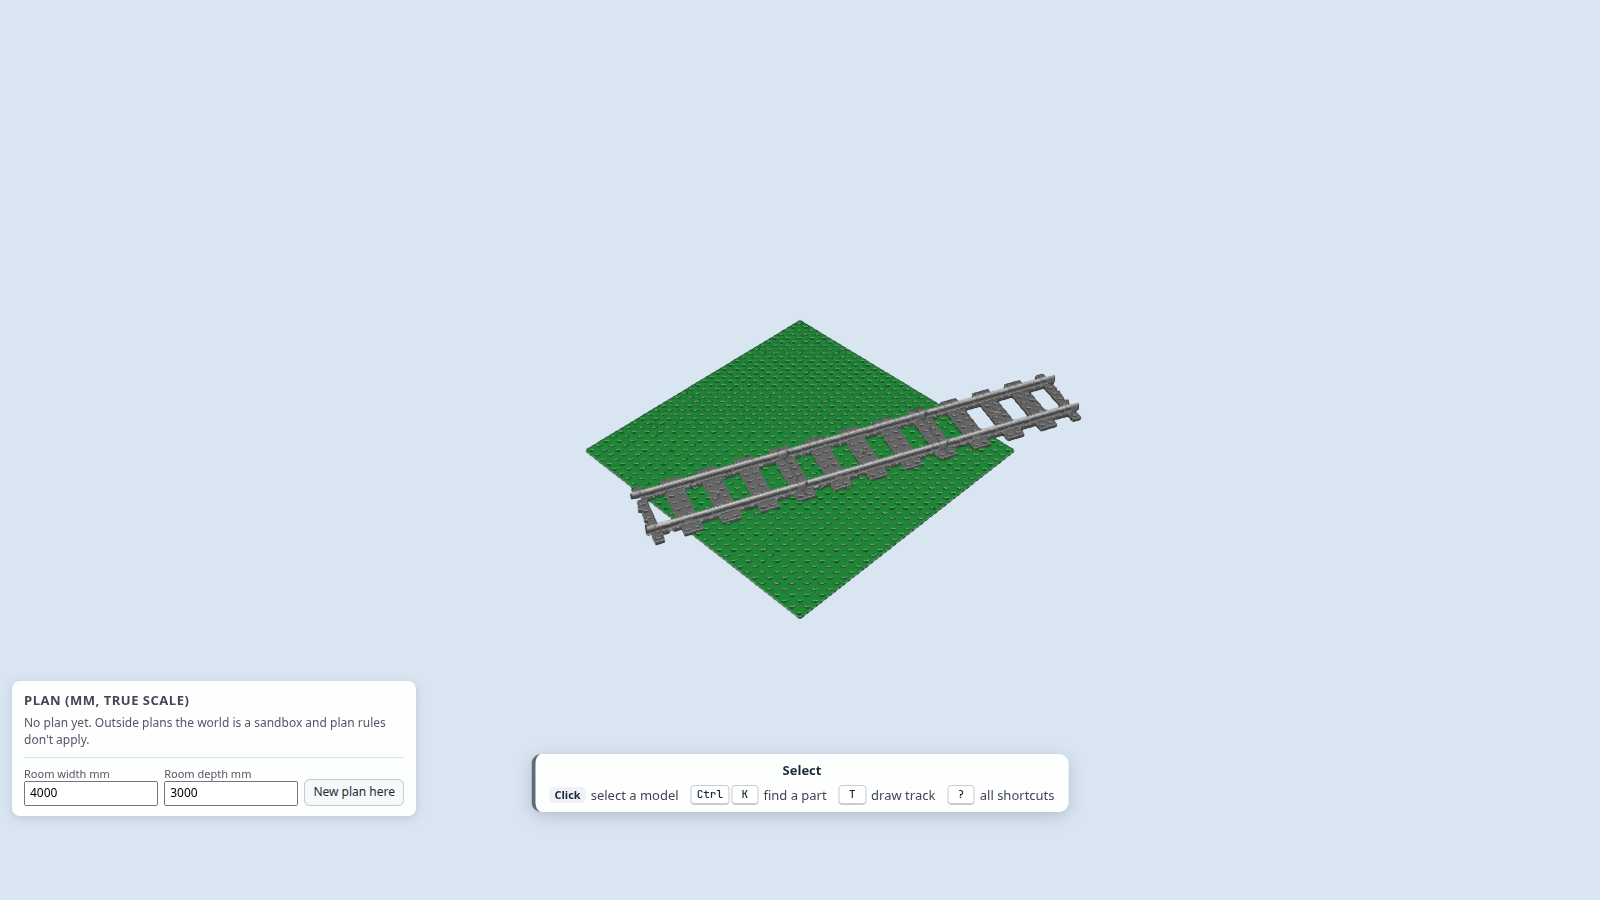 PLAN (MM, TRUE SCALE)
No plan yet. Outside plans the world is a sandbox and plan rules
don't apply.
Room width mm
Room depth mm
4000
3000
New plan here
Select
Click select a model Ctrl K find a part T draw track ? all shortcuts